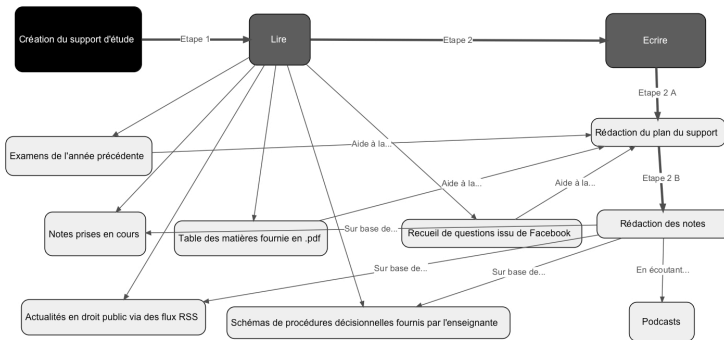 Création du support d'étude
Etape 1
Lire
Etape 2
Ecrire
Etape 2 A
Rédaction du plan du support
Aide à la...
Examens de l'année précédente
Etape 2 B
Aide à la...
Aide à la...
Notes prises en cours
Table des matières fournie en .pdf
Sur base de...
Recueil de questions issu de Facebook
Rédaction des notes
Sur base de...
Sur base de...
En écoutant...
Actualités en droit public via des flux RSS
Schémas de procédures décisionnelles fournis par l'enseignante
Podcasts